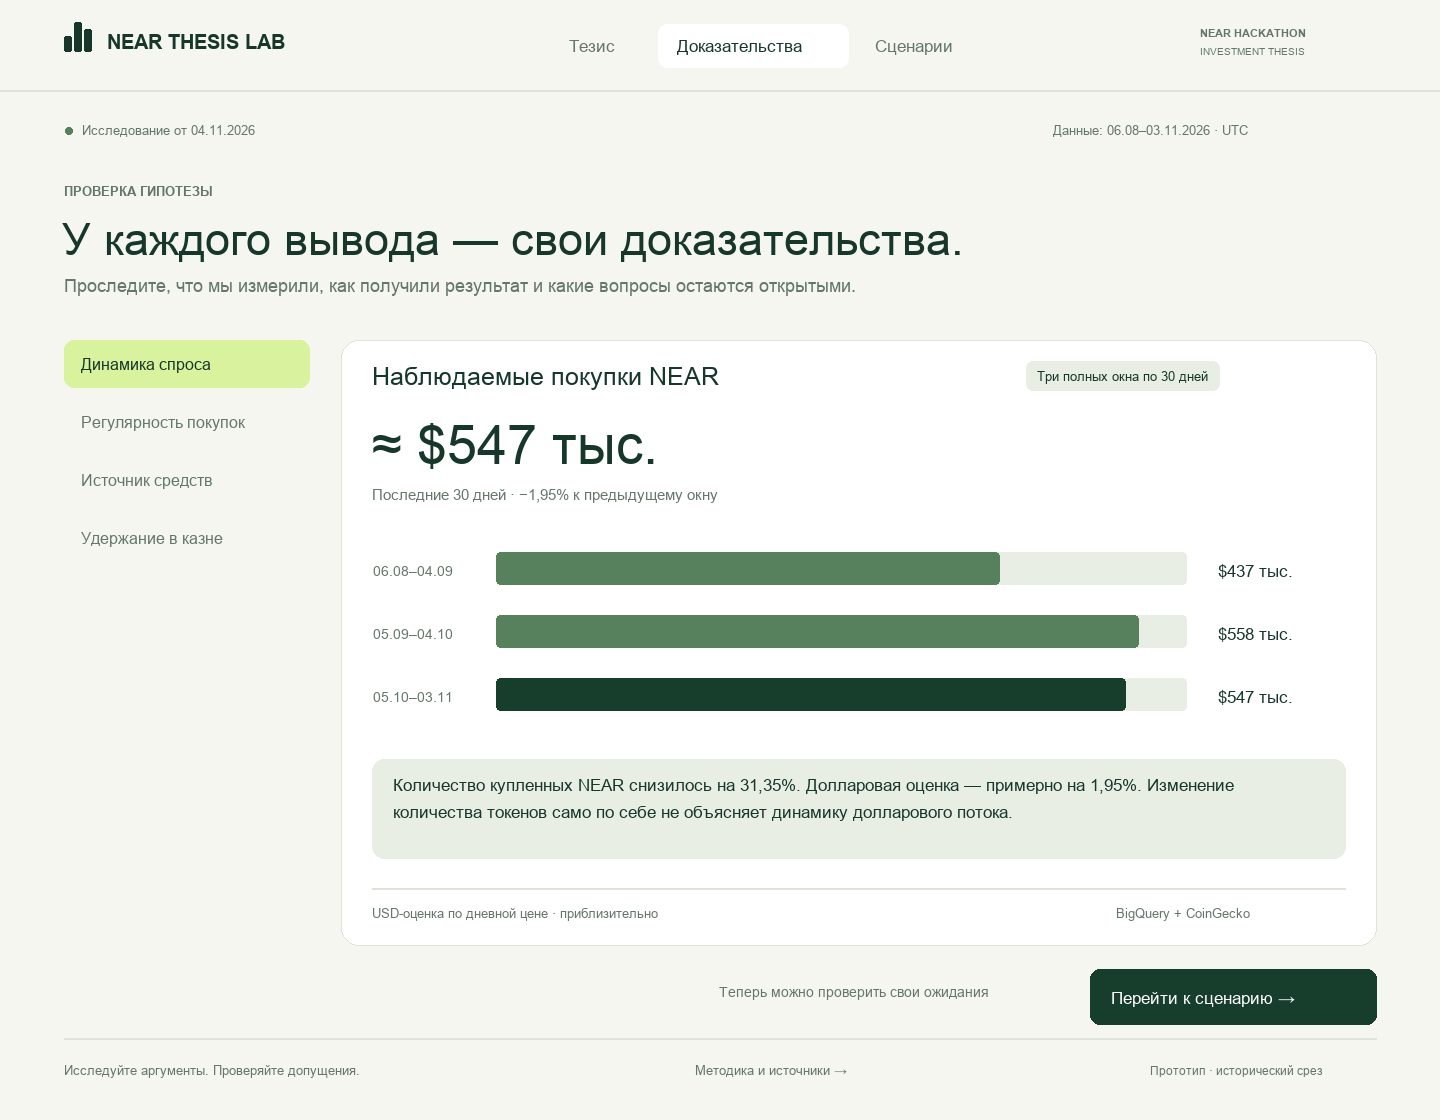 NEAR THESIS LAB
Тезис
Доказательства
Сценарии
NEAR HACKATHON
INVESTMENT THESIS
Исследование от 04.11.2026
Данные: 06.08–03.11.2026 · UTC
ПРОВЕРКА ГИПОТЕЗЫ
У каждого вывода — свои доказательства.
Проследите, что мы измерили, как получили результат и какие вопросы остаются открытыми.
Динамика спроса
Регулярность покупок
Источник средств
Удержание в казне
Наблюдаемые покупки NEAR
Три полных окна по 30 дней
≈ $547 тыс.
Последние 30 дней · −1,95% к предыдущему окну
06.08–04.09
$437 тыс.
05.09–04.10
$558 тыс.
05.10–03.11
$547 тыс.
Количество купленных NEAR снизилось на 31,35%. Долларовая оценка — примерно на 1,95%. Изменение
количества токенов само по себе не объясняет динамику долларового потока.
USD-оценка по дневной цене · приблизительно
BigQuery + CoinGecko
Теперь можно проверить свои ожидания
Перейти к сценарию →
Исследуйте аргументы. Проверяйте допущения.
Методика и источники →
Прототип · исторический срез